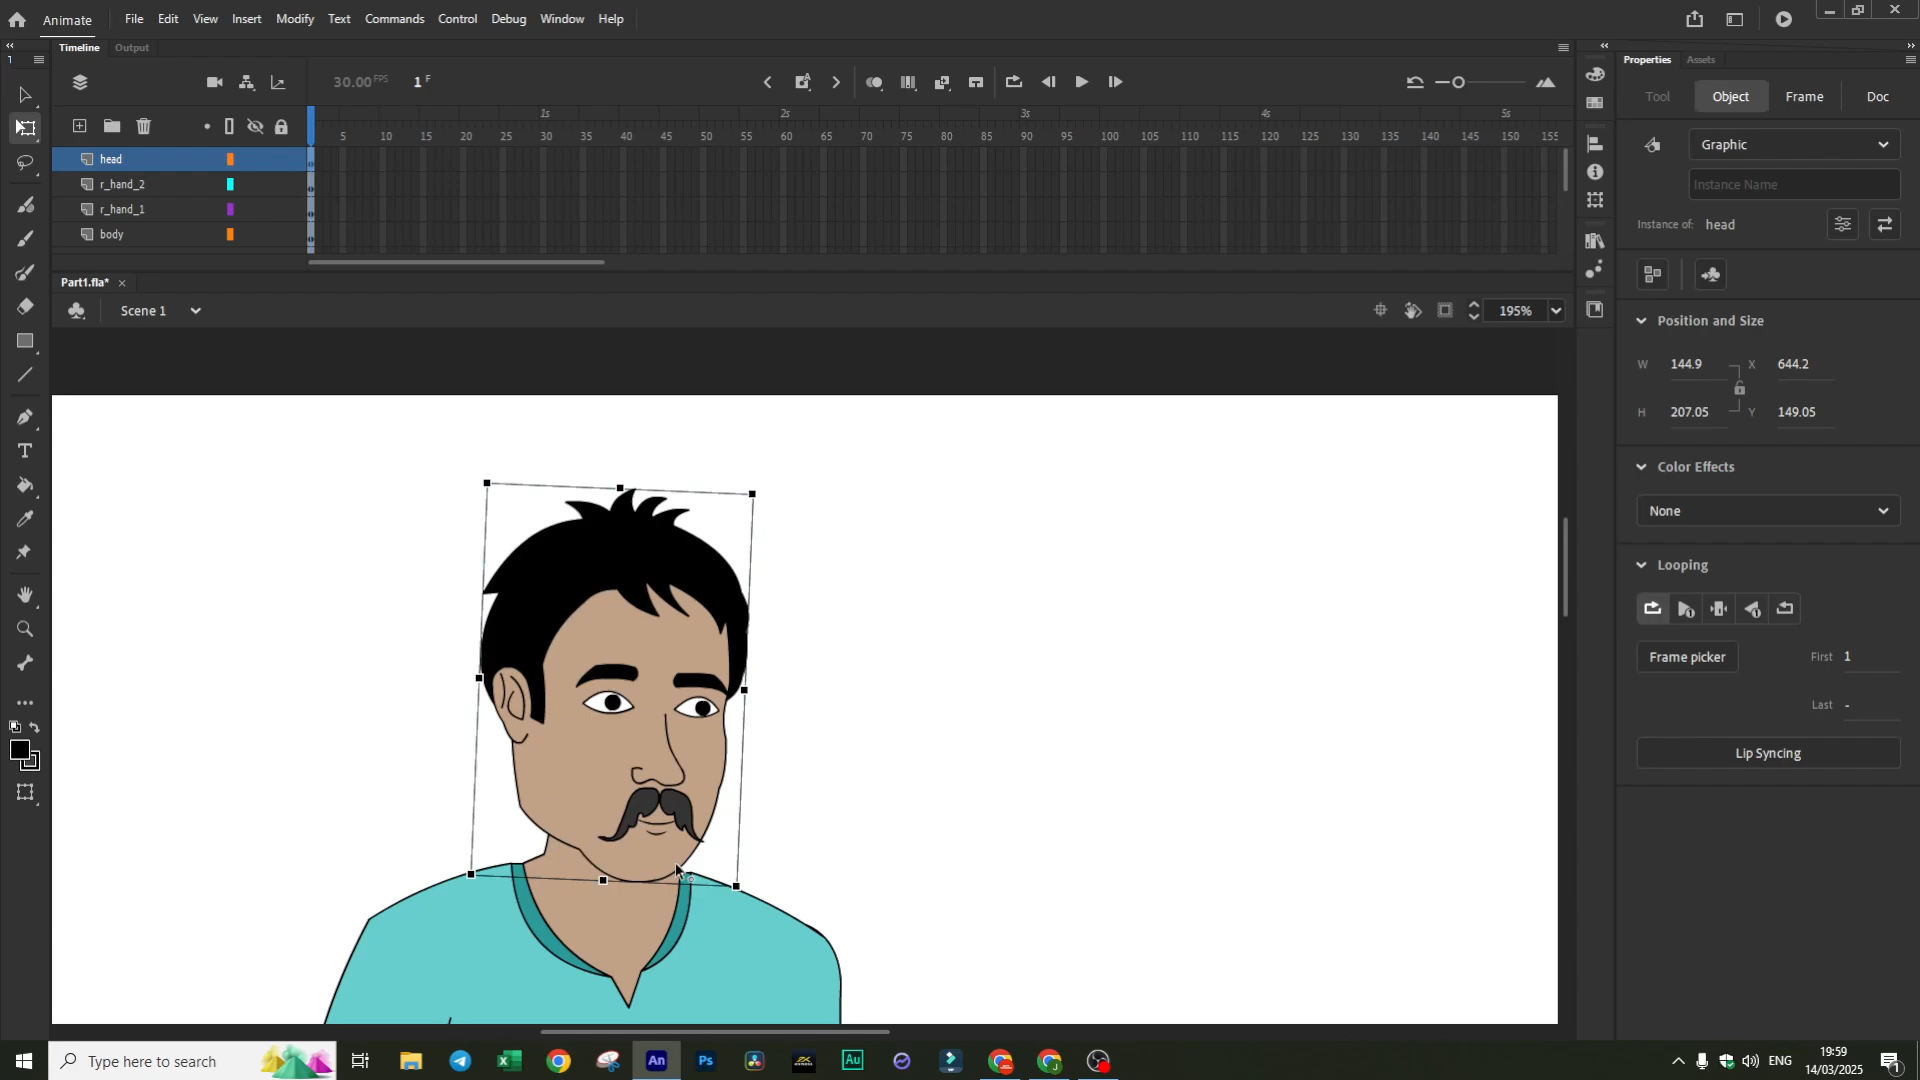 Animate File Edit View Insert Modify Text Commands Control Debug Window Help
Timeline Output
1
30.00 FPS 1 F
1s 2s 3s 4s 5s
5 10 15 20 25 30 35 40 45 50 55 60 65 70 75 80 85 90 95 100 105 110 115 120 125 130 135 140 145 150 155
head
r_hand_2
r_hand_1
body
Part1.fla*
Scene 1
195%
Properties Assets
Tool Object Frame Doc
Graphic
Instance Name
Instance of: head
Position and Size
W 144.9 X 644.2
H 207.05 Y 149.05
Color Effects
None
Looping
Frame picker First 1
Last -
Lip Syncing
Type here to search
An Ps Au
ENG
19:59
14/03/2025
1